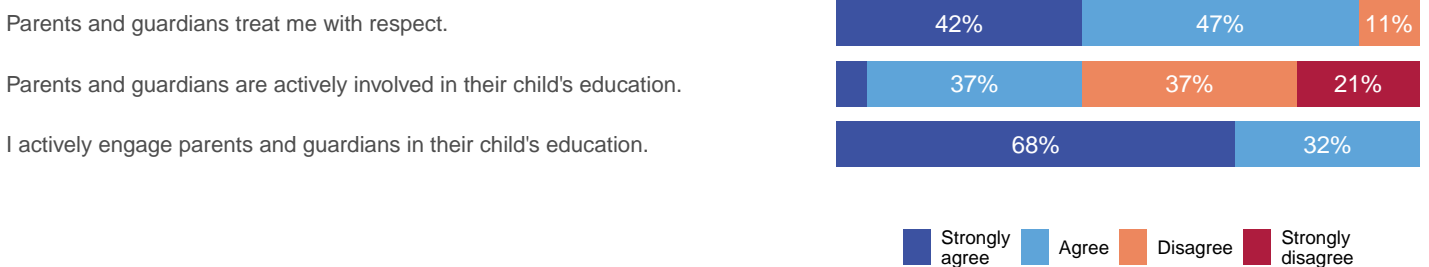 Parents and guardians treat me with respect.
42% 47% 11%
Parents and guardians are actively involved in their child's education.
37% 37% 21%
I actively engage parents and guardians in their child's education.
68% 32%
Strongly agree
Agree
Disagree
Strongly disagree